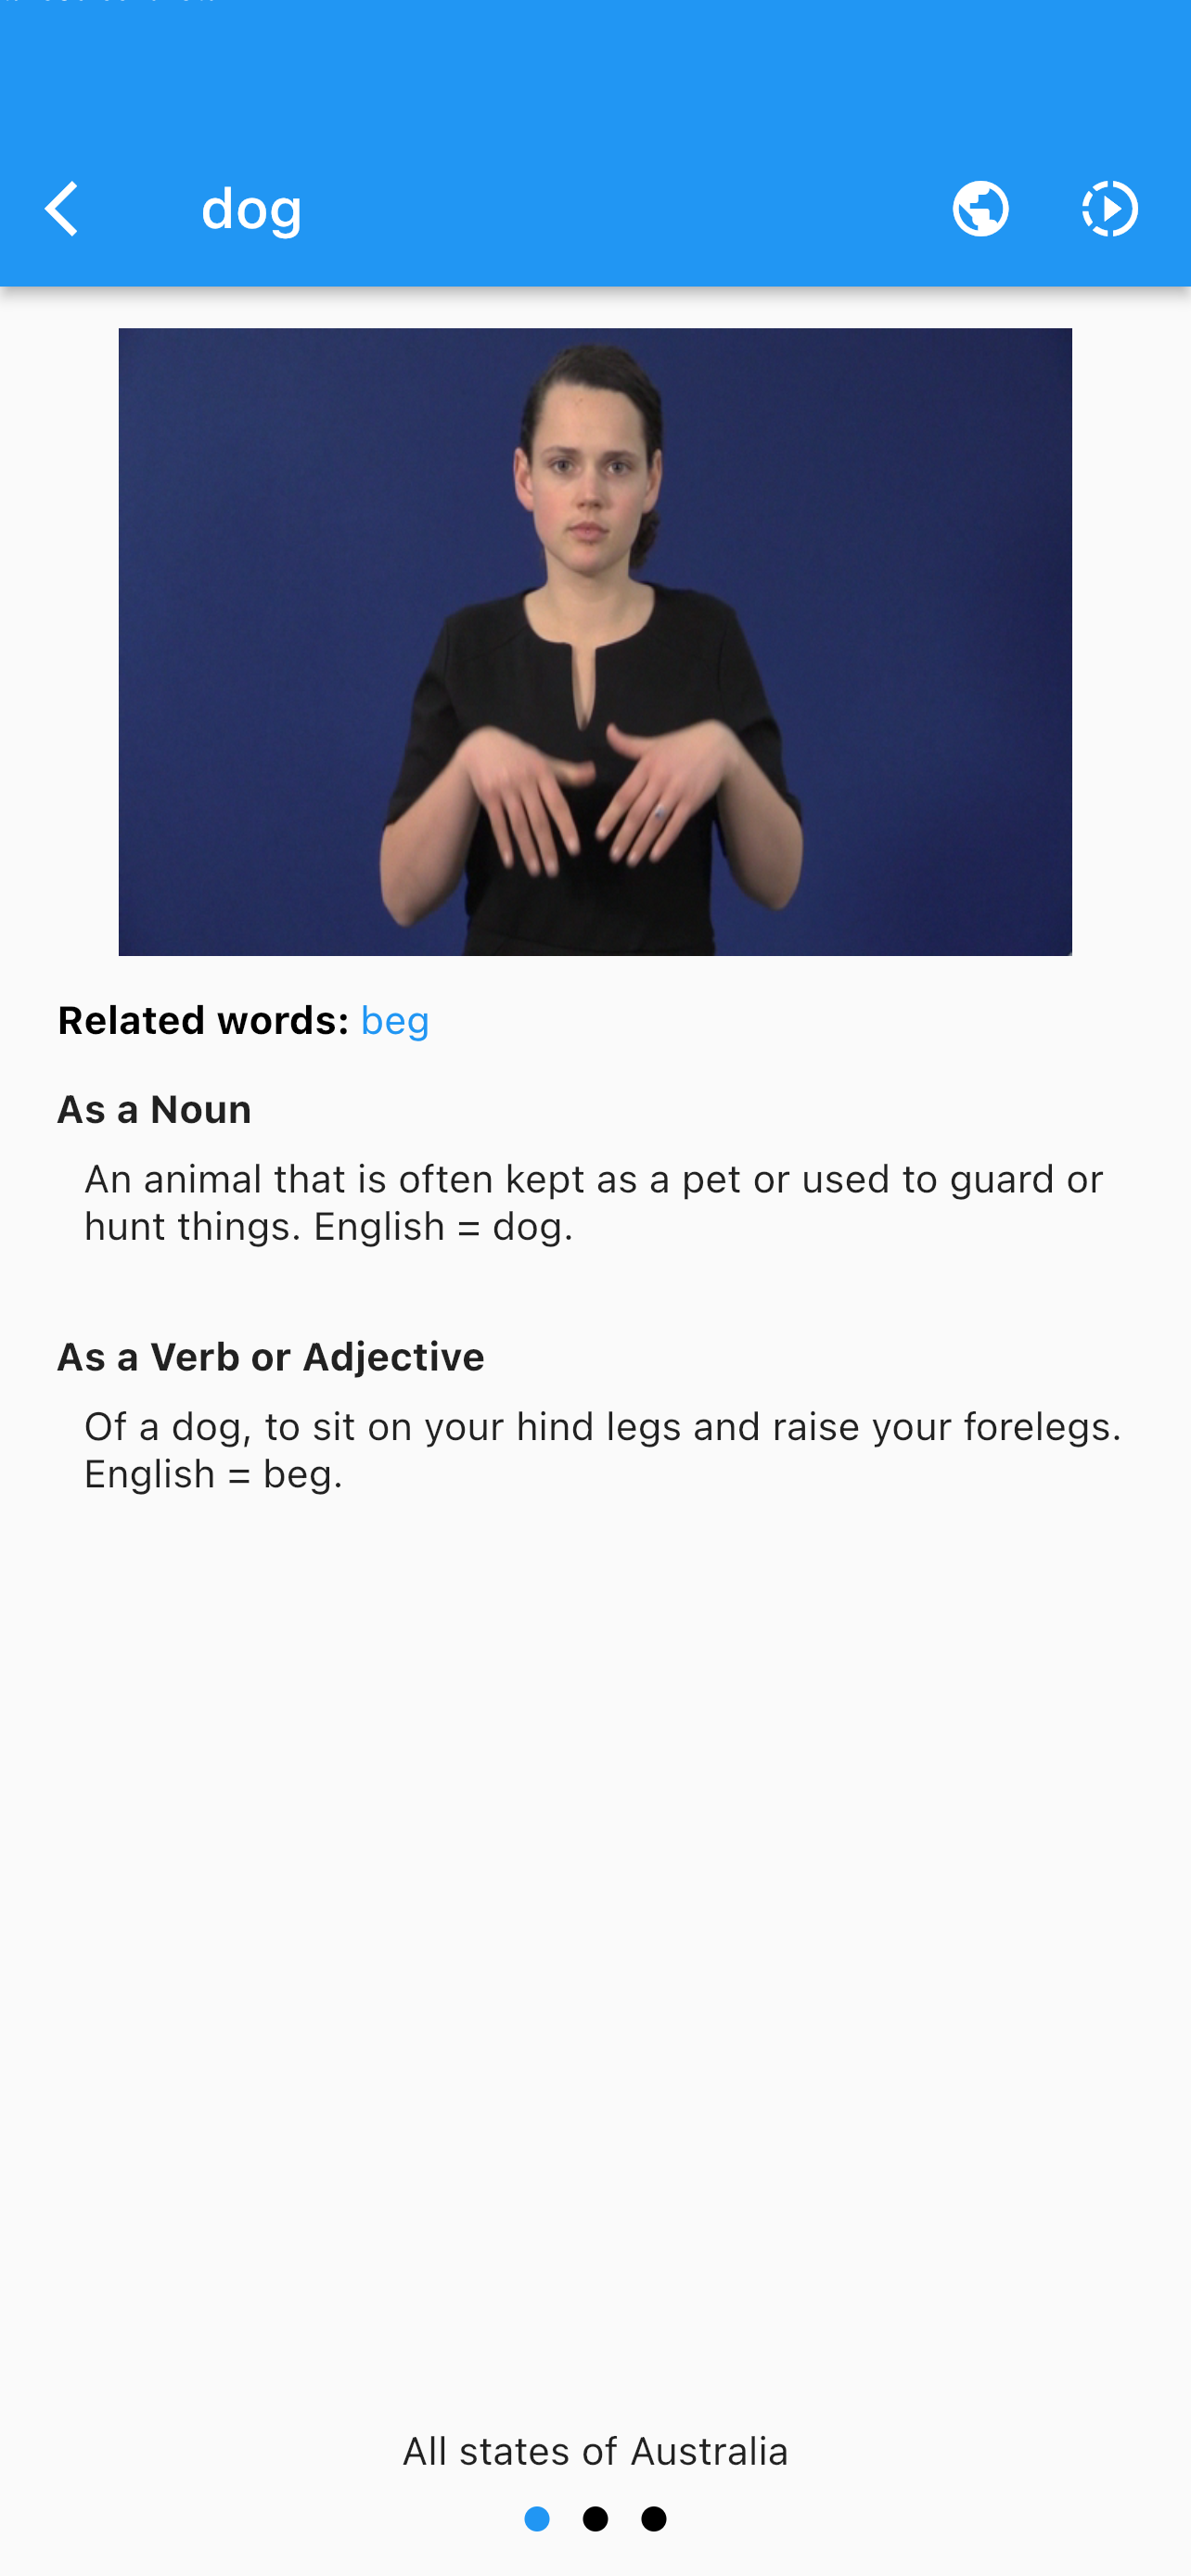 dog
Related words: beg
As a Noun
An animal that is often kept as a pet or used to guard or
hunt things. English = dog.
As a Verb or Adjective
Of a dog, to sit on your hind legs and raise your forelegs.
English = beg.
All states of Australia